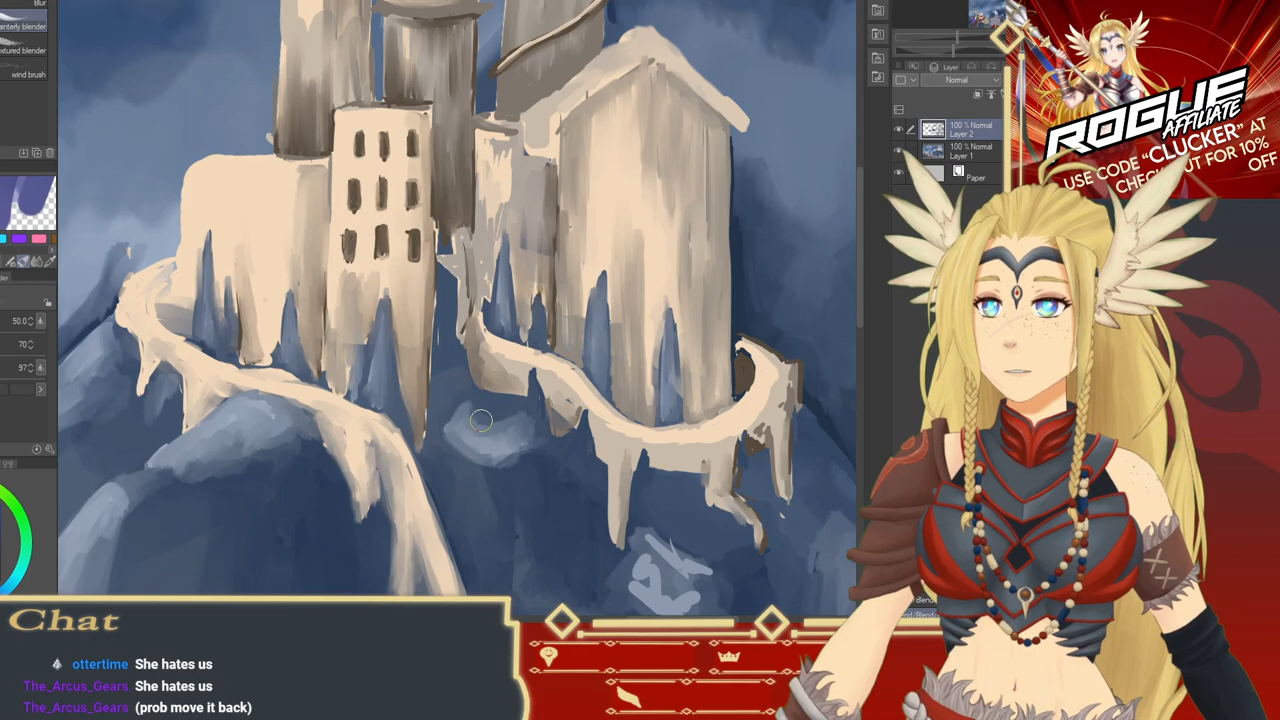 Blur
painterly blender
textured blender
wind brush
50.0
70
97
Layer
Normal
100 % Normal
Layer 2
100 % Normal
Layer 1
Paper
ROGUE
AFFILIATE
USE CODE "CLUCKER" AT
CHECKOUT FOR 10%
OFF
Chat
ottertime She hates us
The_Arcus_Gears She hates us
The_Arcus_Gears (prob move it back)